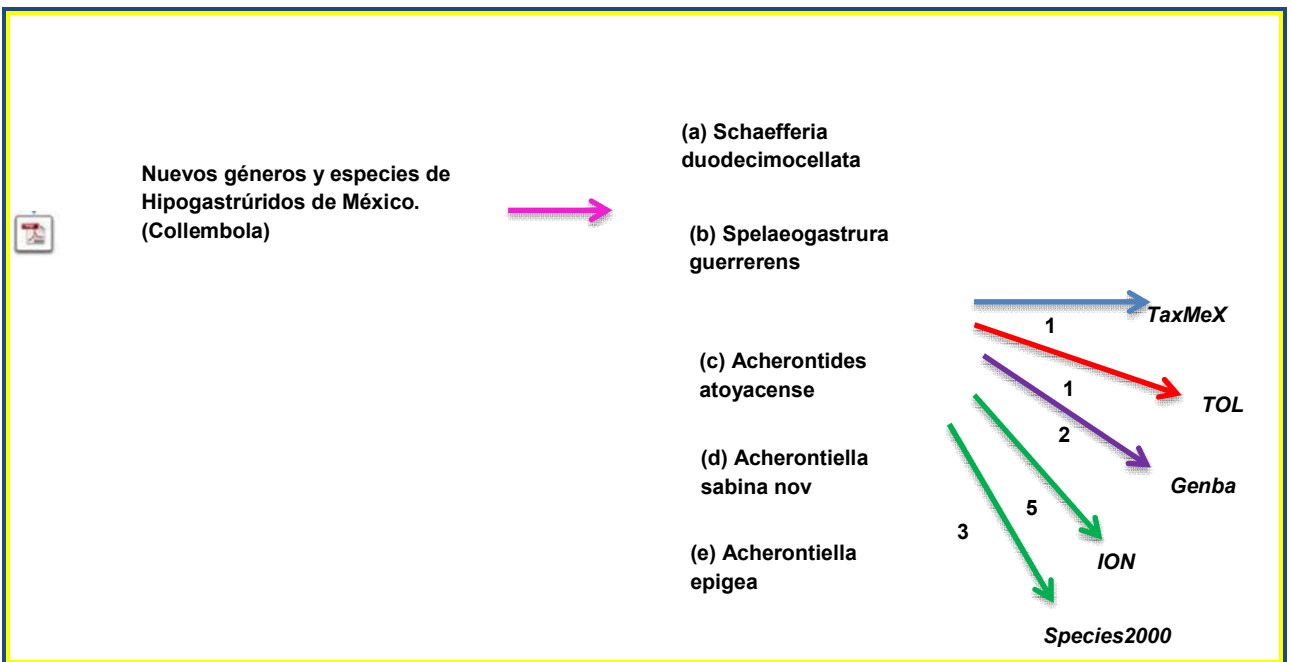 Nuevos géneros y especies de
Hipogastrúridos de México.
(Collembola)
(a) Schaefferia
duodecimocellata
(b) Spelaeogastrura
guerrerens
(c) Acherontides
atoyacense
(d) Acherontiella
sabina nov
(e) Acherontiella
epigea
1
TaxMeX
1
TOL
2
Genba
5
ION
3
Species2000